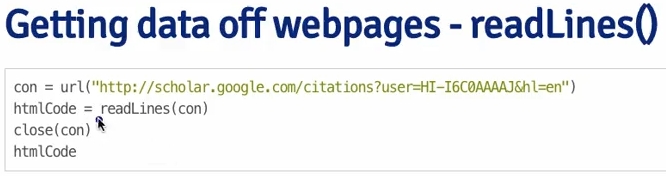 Getting data off webpages - readLines()
con = url("http://scholar.google.com/citations?user=HI-I6C0AAAAJ&hl=en")
htmlCode = readLines(con)
close(con)
htmlCode